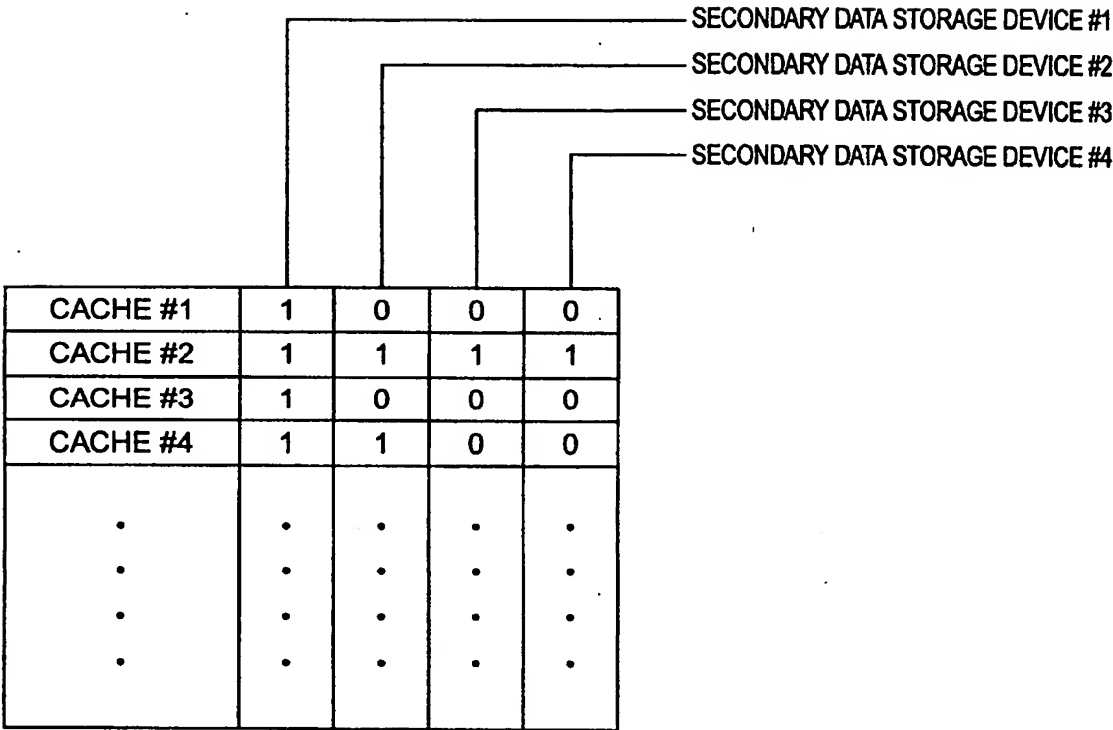 SECONDARY DATA STORAGE DEVICE #1
SECONDARY DATA STORAGE DEVICE #2
SECONDARY DATA STORAGE DEVICE #3
SECONDARY DATA STORAGE DEVICE #4
CACHE #1 1 0 0 0
CACHE #2 1 1 1 1
CACHE #3 1 0 0 0
CACHE #4 1 1 0 0